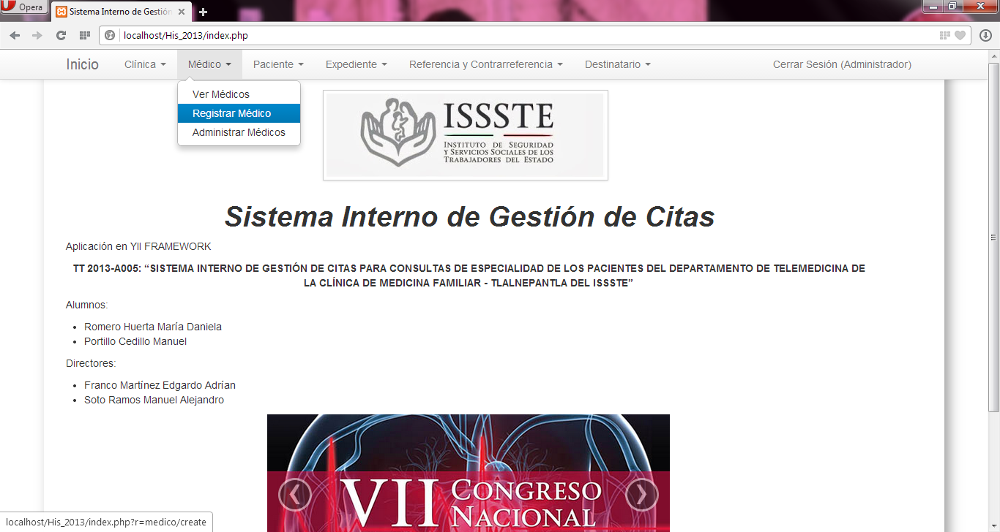 Opera
Sistema Interno de Gestión
localhost/His_2013/index.php
Inicio Clínica Médico Paciente Expediente Referencia y Contrarreferencia Destinatario Cerrar Sesión (Administrador)
Ver Médicos
Registrar Médico
Administrar Médicos
ISSSTE
INSTITUTO DE SEGURIDAD
Y SERVICIOS SOCIALES DE LOS
TRABAJADORES DEL ESTADO
Sistema Interno de Gestión de Citas
Aplicación en YII FRAMEWORK
TT 2013-A005: “SISTEMA INTERNO DE GESTIÓN DE CITAS PARA CONSULTAS DE ESPECIALIDAD DE LOS PACIENTES DEL DEPARTAMENTO DE TELEMEDICINA DE
LA CLÍNICA DE MEDICINA FAMILIAR - TLALNEPANTLA DEL ISSSTE”
Alumnos:
• Romero Huerta María Daniela
• Portillo Cedillo Manuel
Directores:
• Franco Martínez Edgardo Adrían
• Soto Ramos Manuel Alejandro
VII CONGRESO
NACIONAL
localhost/His_2013/index.php?r=medico/create